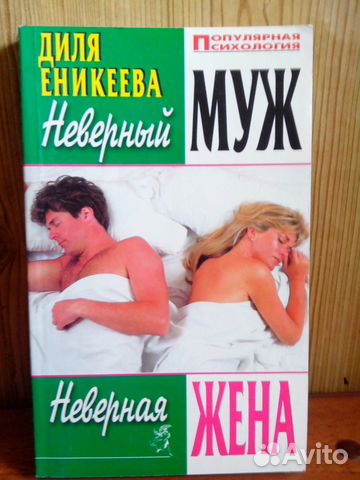 ДИЛЯ
ЕНИКЕЕВА
ПОПУЛЯРНАЯ
ПСИХОЛОГИЯ
Неверный
МУЖ
Неверная
ЖЕНА
Avito